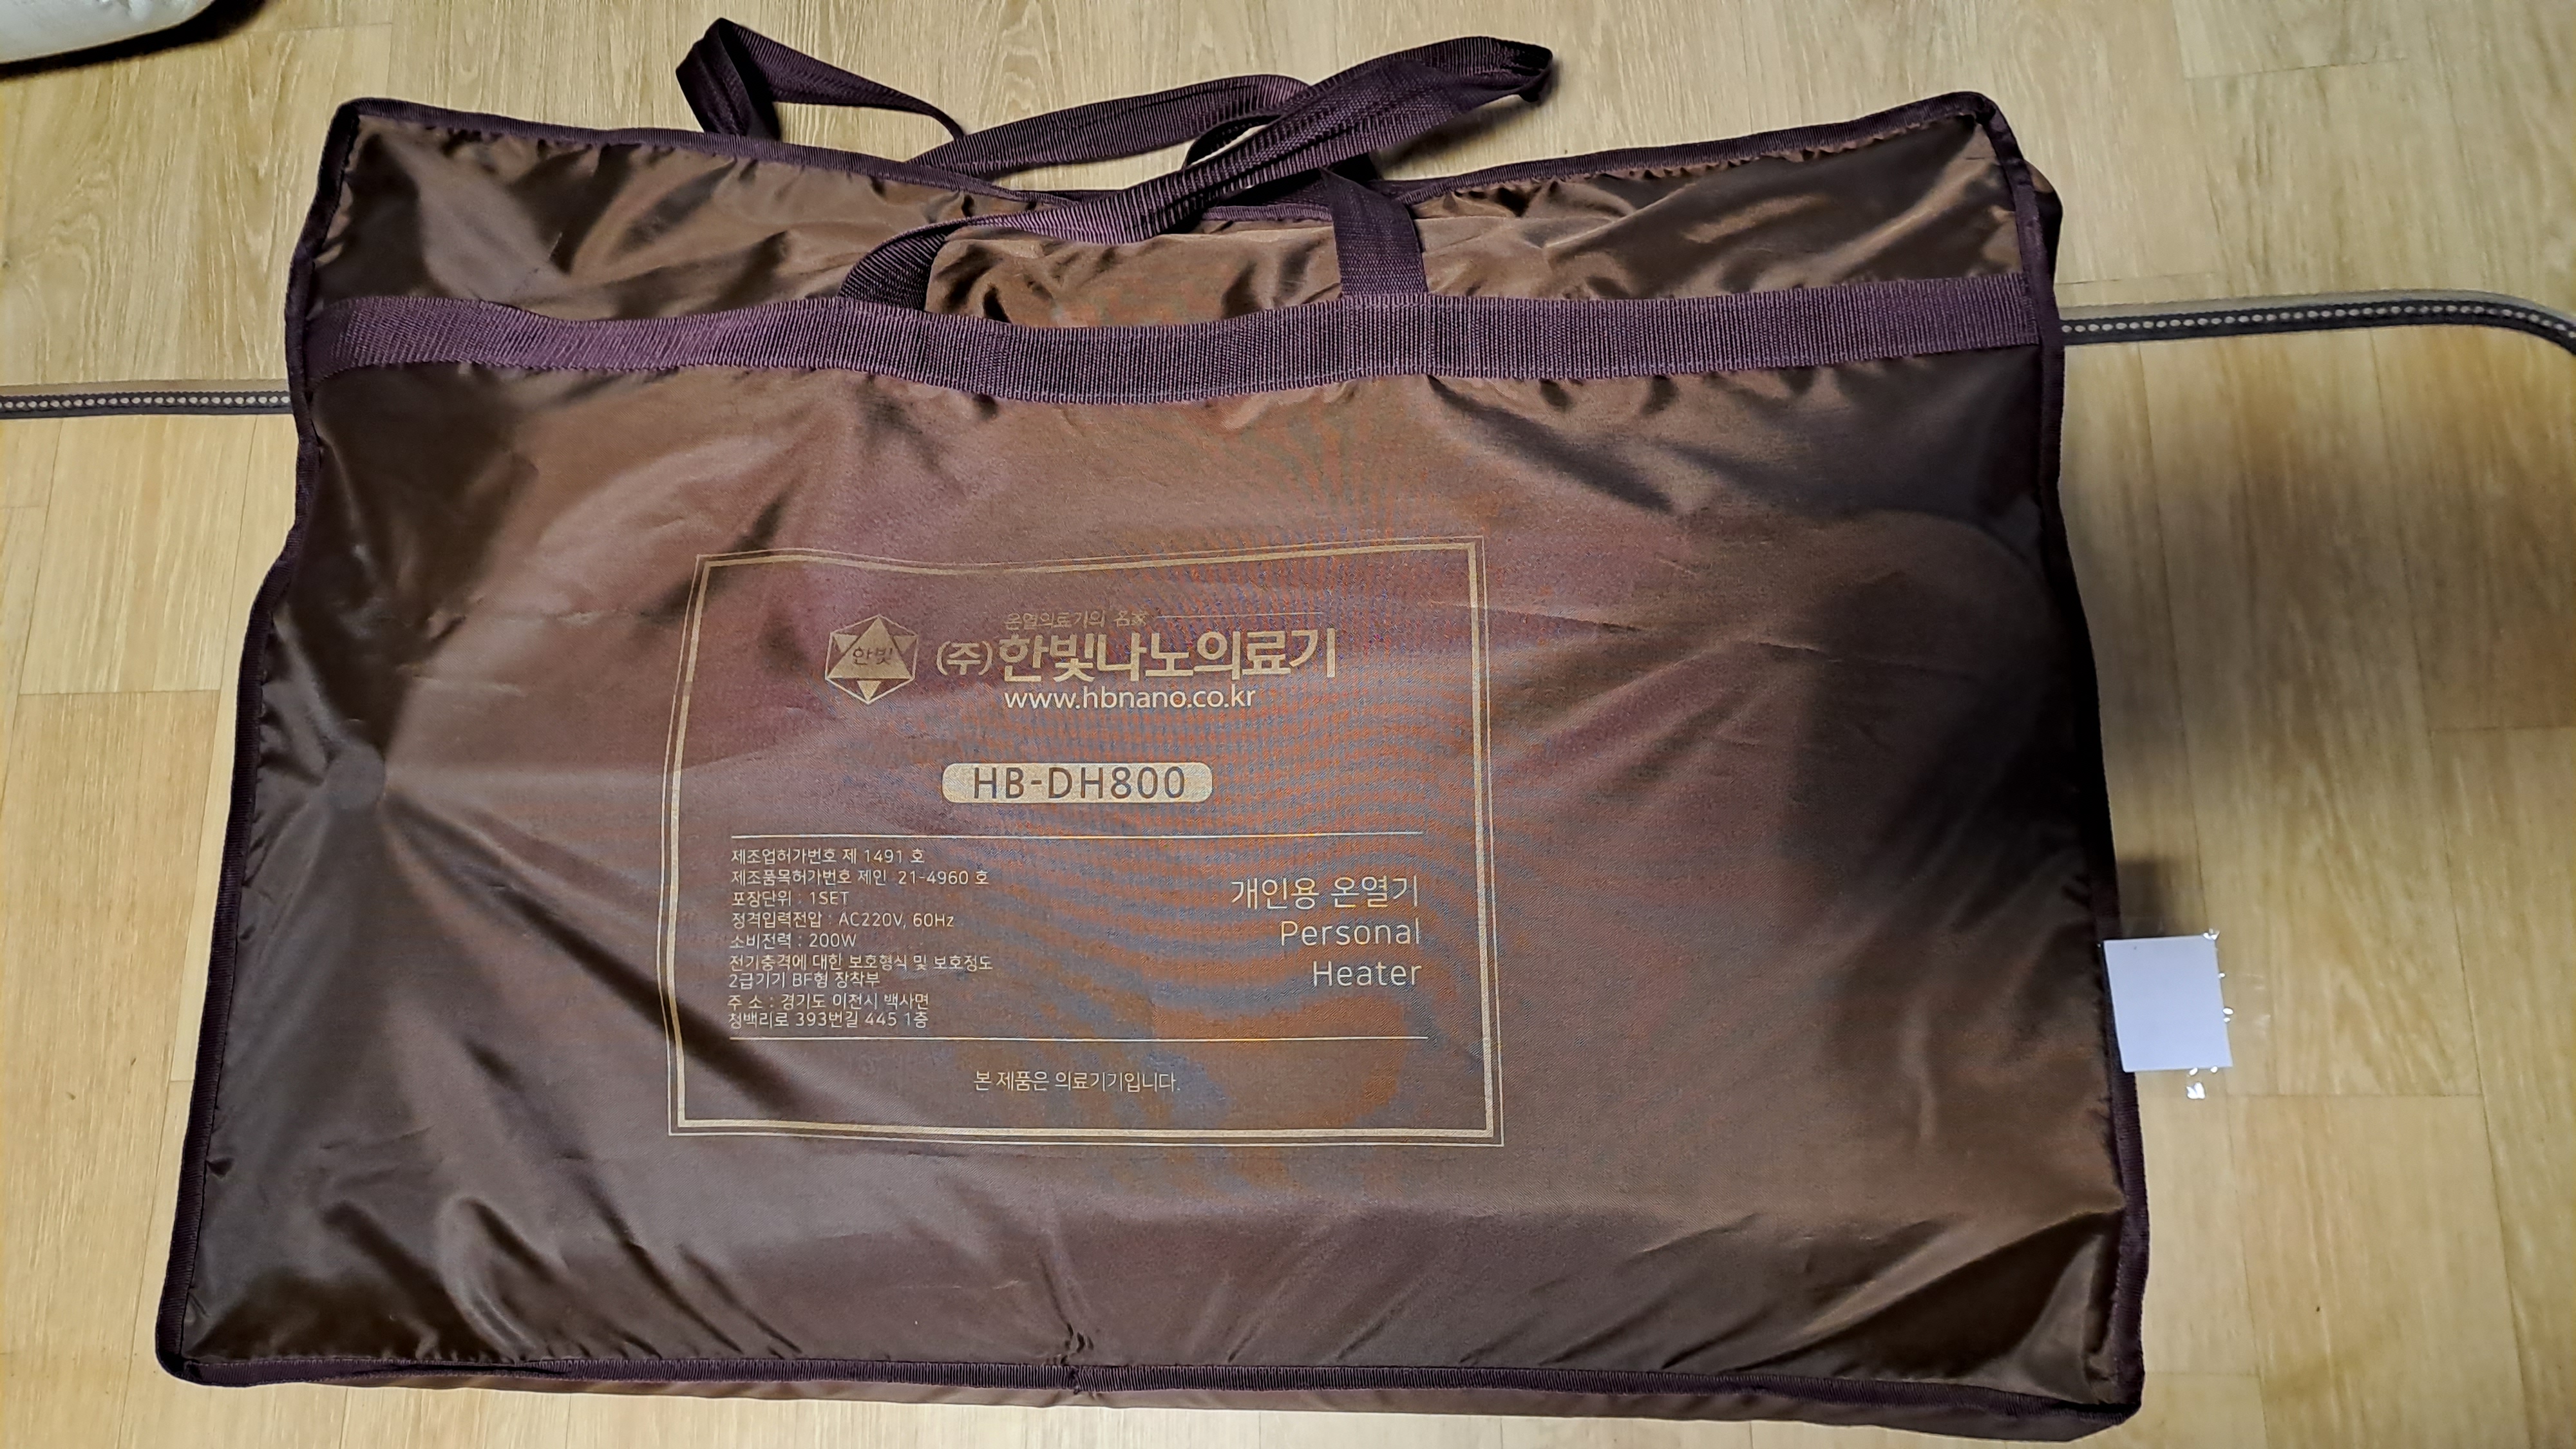 온열의료기의 名家
한빛
(주)한빛나노의료기
www.hbnano.co.kr
HB-DH800
제조업허가번호 제 1491 호
제조품목허가번호 제인 21-4960 호
포장단위 : 1SET
정격입력전압 : AC220V, 60Hz
소비전력 : 200W
전기충격에 대한 보호형식 및 보호정도
2급기기 BF형 장착부
주 소 : 경기도 이천시 백사면
청백리로 393번길 445 1층
개인용 온열기
Personal
Heater
본 제품은 의료기기입니다.